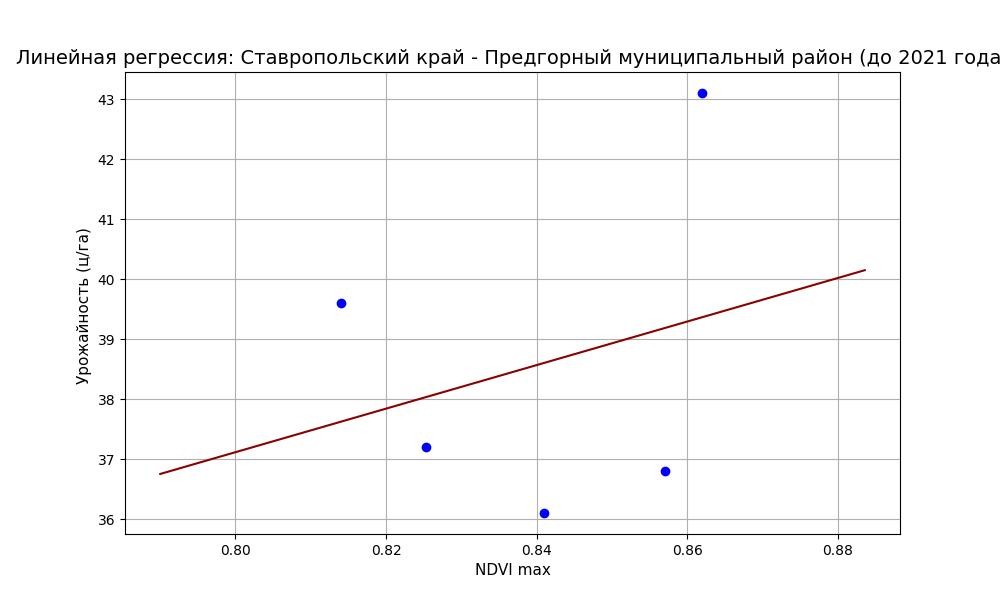 Линейная регрессия: Ставропольский край - Предгорный муниципальный район (до 2021 года
43
42
41
40
39
38
37
36
Урожайность (ц/га)
0.80 0.82 0.84 0.86 0.88
NDVI max